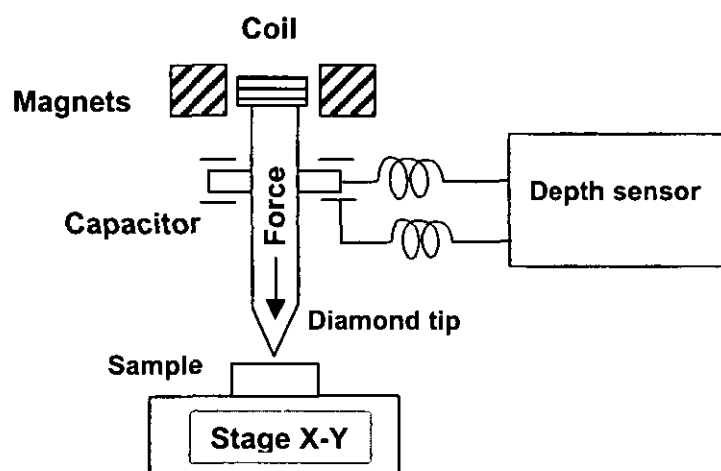 Coil
Magnets
Depth sensor
Capacitor
Force
Diamond tip
Sample
Stage X-Y